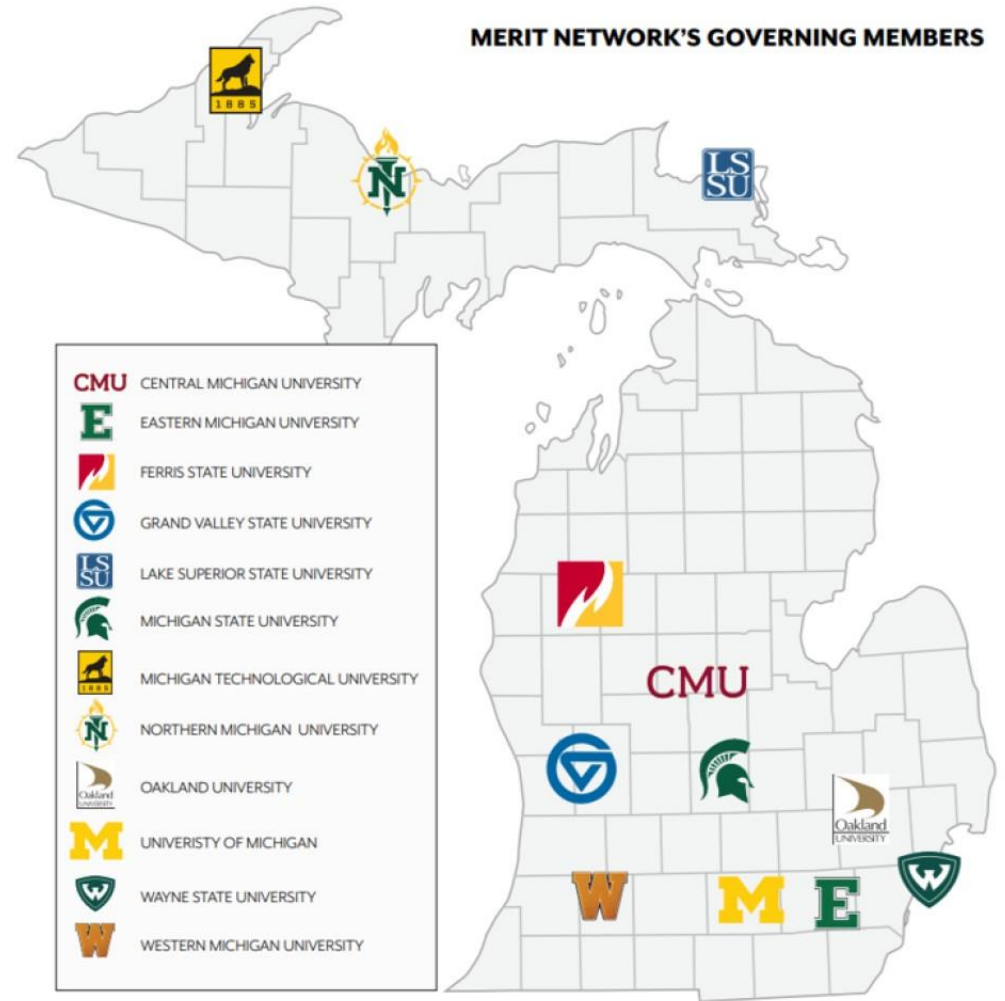 MERIT NETWORK'S GOVERNING MEMBERS
1885
N
LS
SU
CMU
Oakland
UNIVERSITY
W
W
M
E
CMU CENTRAL MICHIGAN UNIVERSITY
E EASTERN MICHIGAN UNIVERSITY
FERRIS STATE UNIVERSITY
G GRAND VALLEY STATE UNIVERSITY
LS
SU LAKE SUPERIOR STATE UNIVERSITY
MICHIGAN STATE UNIVERSITY
1885 MICHIGAN TECHNOLOGICAL UNIVERSITY
N NORTHERN MICHIGAN UNIVERSITY
Oakland
UNIVERSITY OAKLAND UNIVERSITY
M UNIVERISTY OF MICHIGAN
W WAYNE STATE UNIVERSITY
W WESTERN MICHIGAN UNIVERSITY